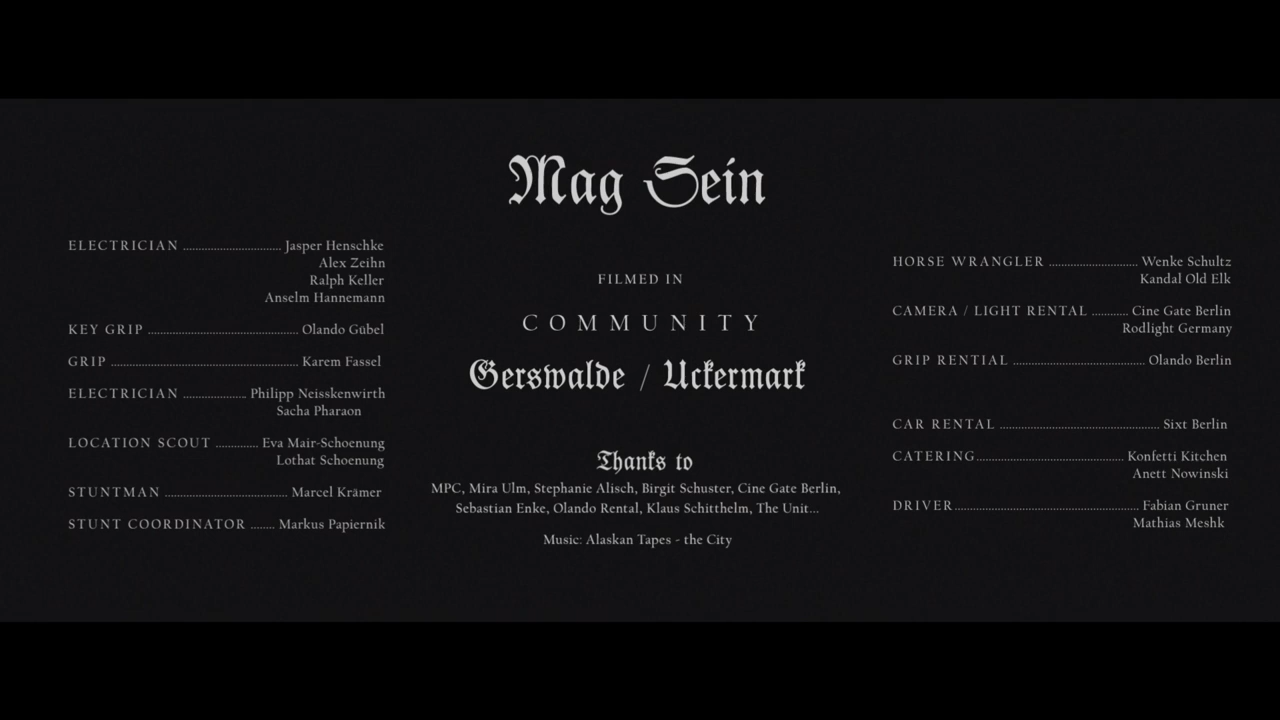 Mag Sein
ELECTRICIAN ................................ Jasper Henschke
Alex Zeihn
Ralph Keller
Anselm Hannemann
KEY GRIP ................................................. Olando Gübel
GRIP ............................................................. Karem Fassel
ELECTRICIAN ..................... Philipp Neisskenwirth
Sacha Pharaon
LOCATION SCOUT .............. Eva Mair-Schoenung
Lothat Schoenung
STUNTMAN ........................................ Marcel Krämer
STUNT COORDINATOR ........ Markus Papiernik
FILMED IN
COMMUNITY
Gerswalde / Uckermark
Thanks to
MPC, Mira Ulm, Stephanie Alisch, Birgit Schuster, Cine Gate Berlin,
Sebastian Enke, Olando Rental, Klaus Schitthelm, The Unit...
Music: Alaskan Tapes - the City
HORSE WRANGLER ............................. Wenke Schultz
Kandal Old Elk
CAMERA / LIGHT RENTAL ............ Cine Gate Berlin
Rodlight Germany
GRIP RENTIAL ........................................... Olando Berlin
CAR RENTAL .................................................... Sixt Berlin
CATERING................................................ Konfetti Kitchen
Anett Nowinski
DRIVER............................................................ Fabian Gruner
Mathias Meshk